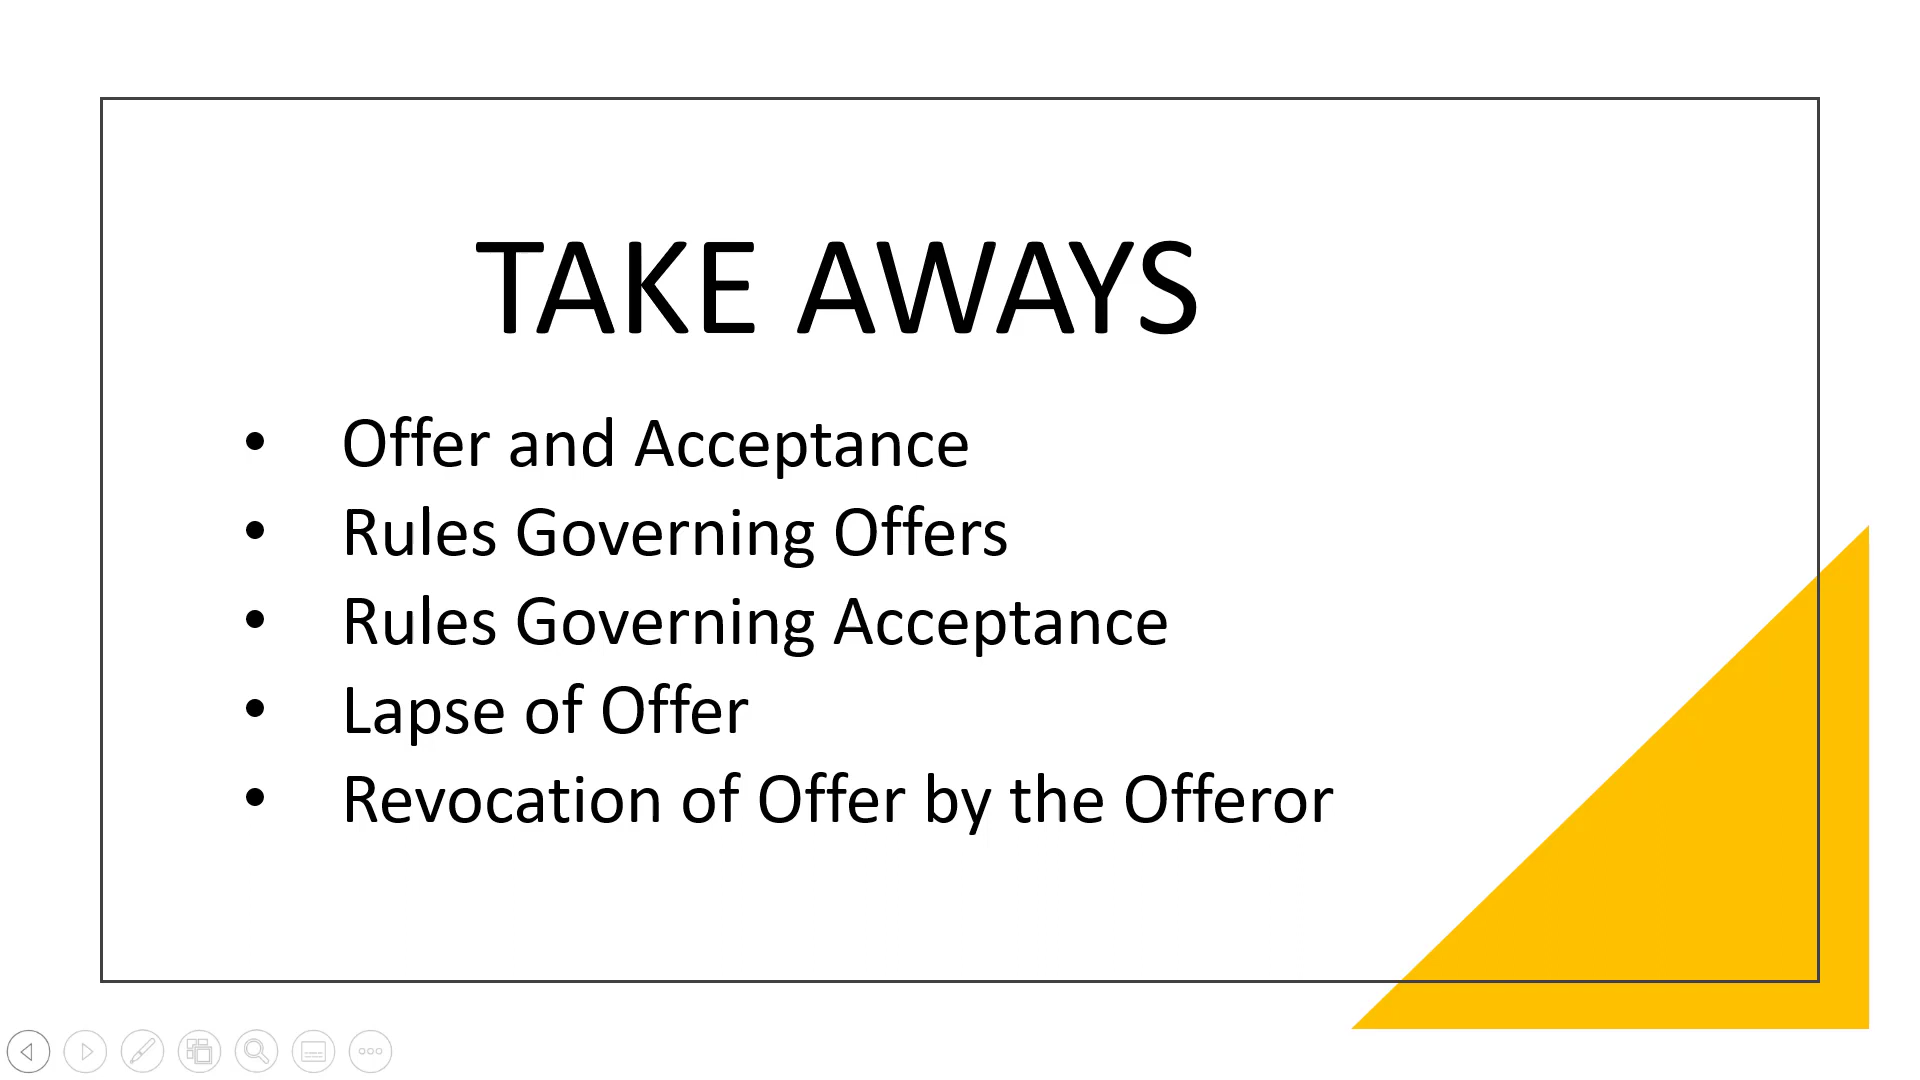 TAKE AWAYS
• Offer and Acceptance
• Rules Governing Offers
• Rules Governing Acceptance
• Lapse of Offer
• Revocation of Offer by the Offeror